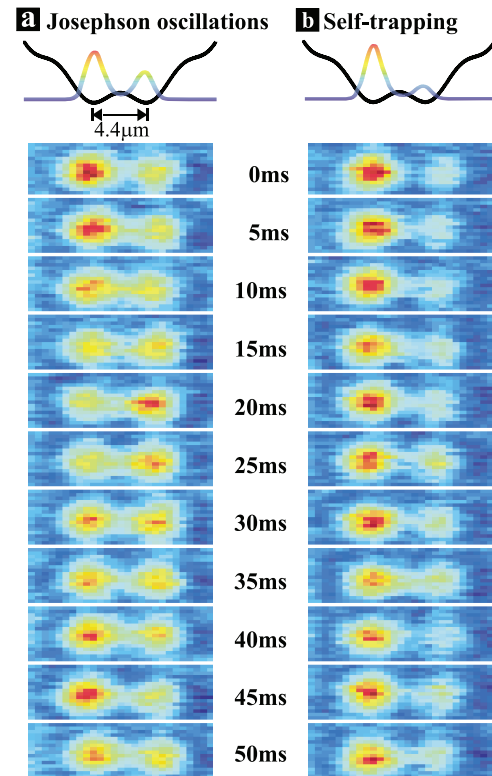 a Josephson oscillations
b Self-trapping
4.4μm
0ms
5ms
10ms
15ms
20ms
25ms
30ms
35ms
40ms
45ms
50ms